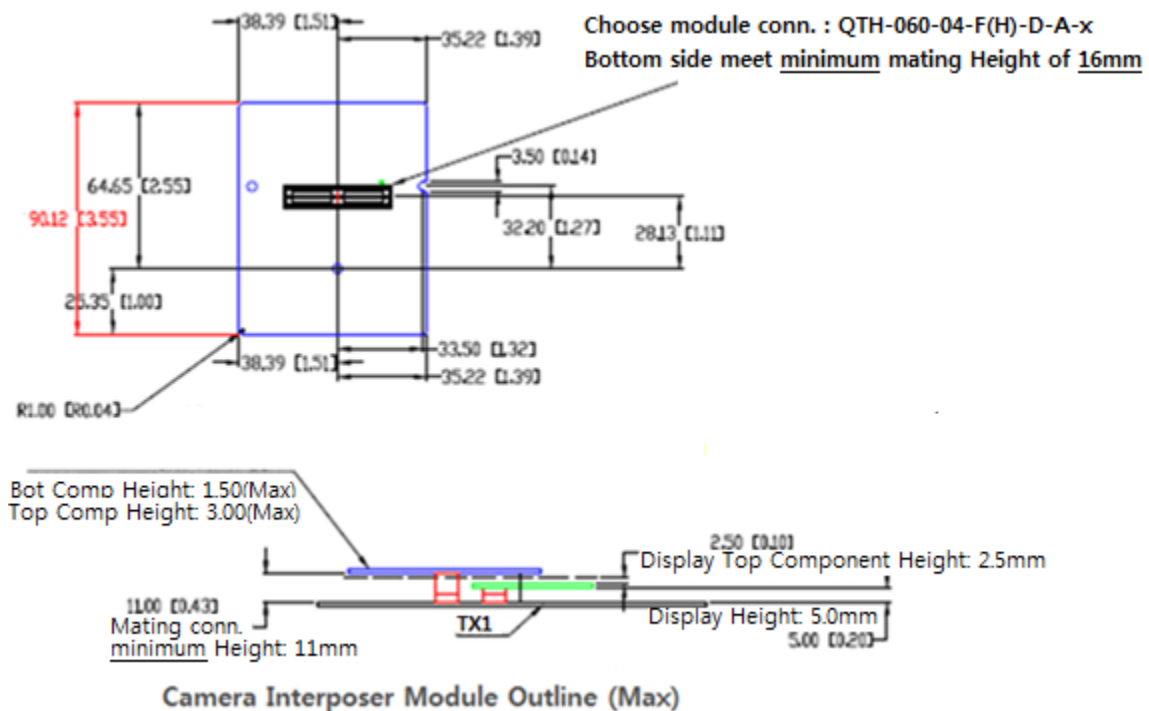 38.39 [1.51]
35.22 [1.39]
Choose module conn. : QTH-060-04-F(H)-D-A-x
Bottom side meet minimum mating Height of 16mm
3.50 [0.14]
64.65 [2.55]
90.12 [3.55]
32.20 [1.27]
28.13 [1.11]
25.35 [1.00]
33.50 [1.32]
38.39 [1.51]
35.22 [1.39]
R1.00 [R0.04]
Bot Comp Height: 1.50(Max)
Top Comp Height: 3.00(Max)
2.50 [0.10]
Display Top Component Height: 2.5mm
11.00 [0.43]
Mating conn.
minimum Height: 11mm
TX1
Display Height: 5.0mm
5.00 [0.20]
Camera Interposer Module Outline (Max)